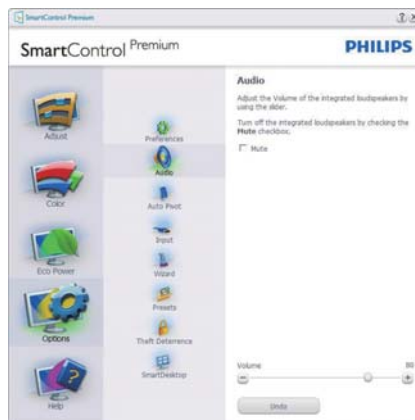 SmartControl Premium
SmartControl Premium
PHILIPS
Adjust
Color
Eco Power
Options
Help
Preferences
Audio
Auto Pivot
Input
Wizard
Presets
Theft Deterrence
SmartDesktop
Audio
Adjust the Volume of the integrated loudspeakers by
using the slider.
Turn off the integrated loudspeakers by checking the
Mute checkbox.
Mute
Volume
80
Undo